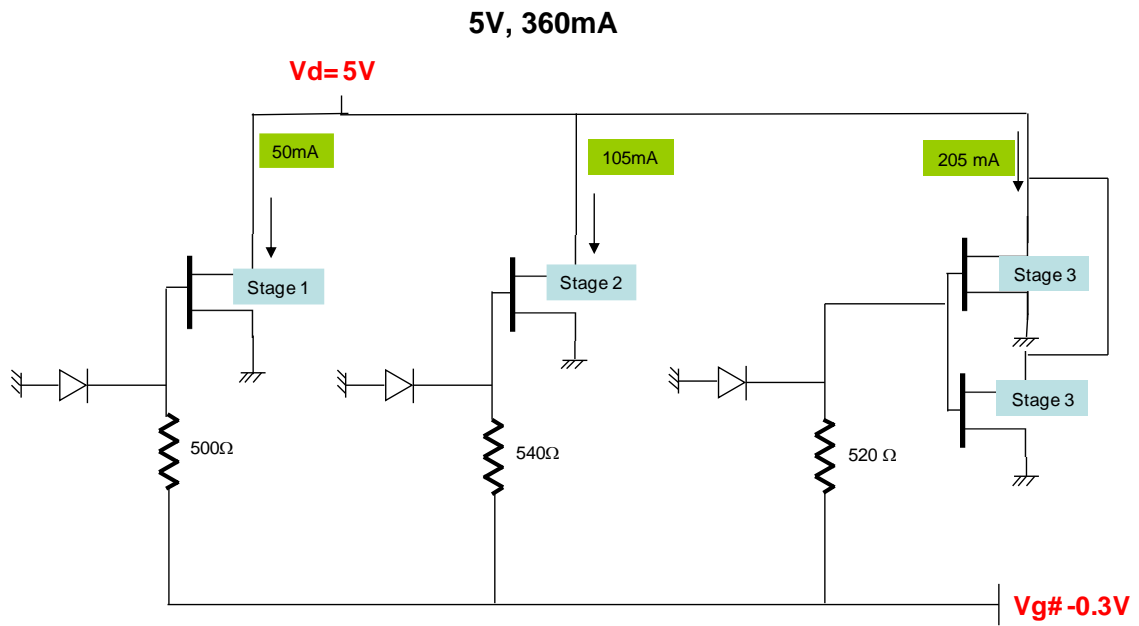 5V, 360mA
Vd=5V
50mA
105mA
205 mA
Stage 1
Stage 2
Stage 3
Stage 3
500Ω
540Ω
520 Ω
Vg# -0.3V